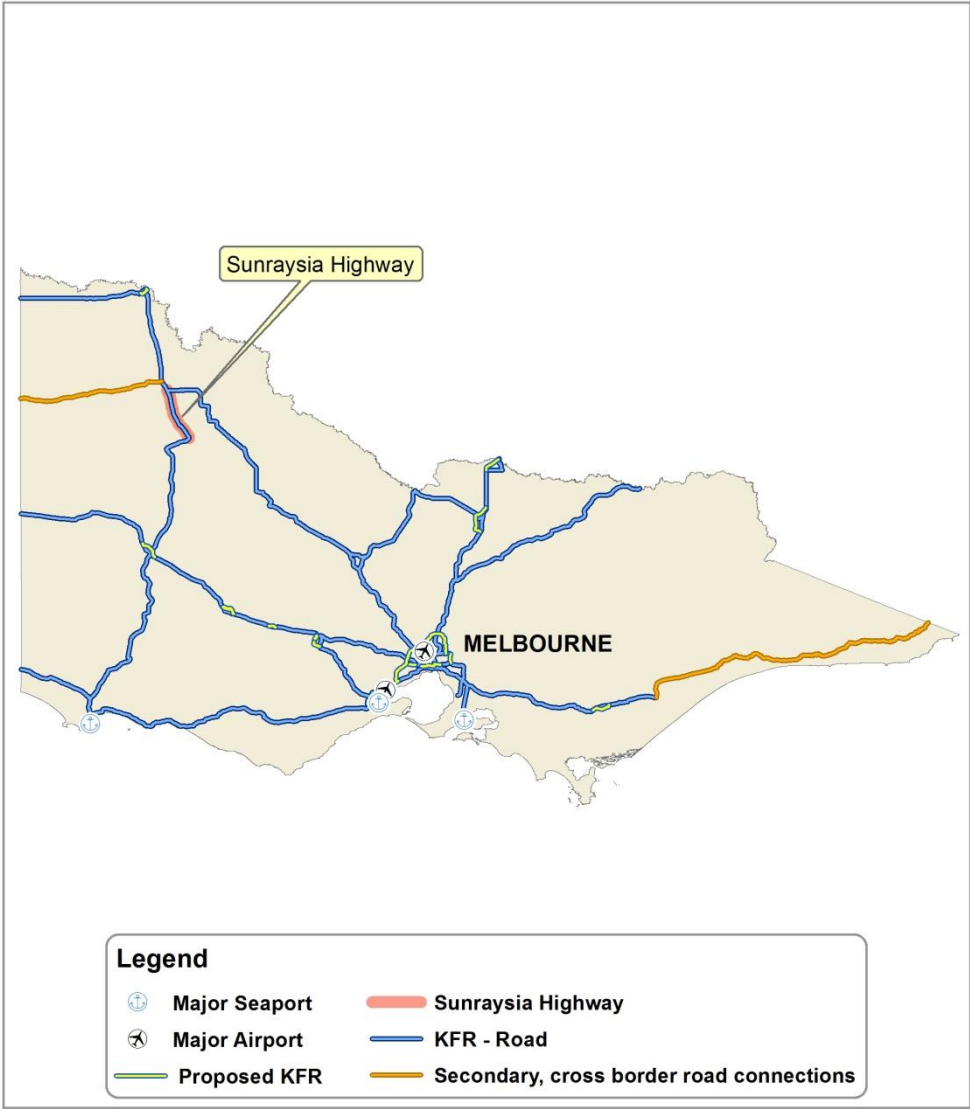 Sunraysia Highway
MELBOURNE
Legend
Major Seaport
Sunraysia Highway
Major Airport
KFR - Road
Proposed KFR
Secondary, cross border road connections